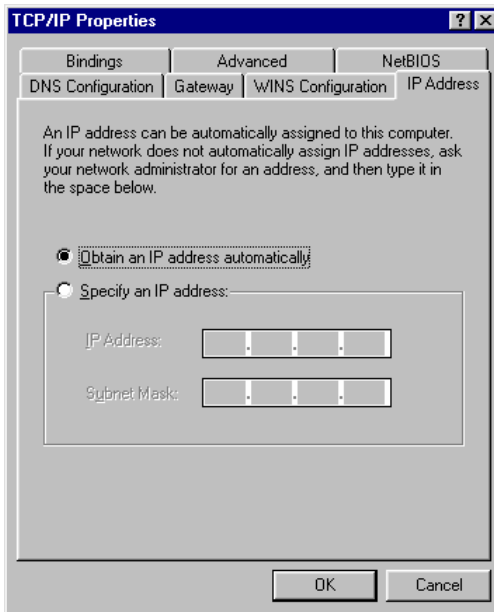 TCP/IP Properties
? ×
Bindings Advanced NetBIOS
DNS Configuration Gateway WINS Configuration IP Address
An IP address can be automatically assigned to this computer.
If your network does not automatically assign IP addresses, ask
your network administrator for an address, and then type it in
the space below.
Obtain an IP address automatically
Specify an IP address:
IP Address: . . .
Subnet Mask: . . .
OK Cancel